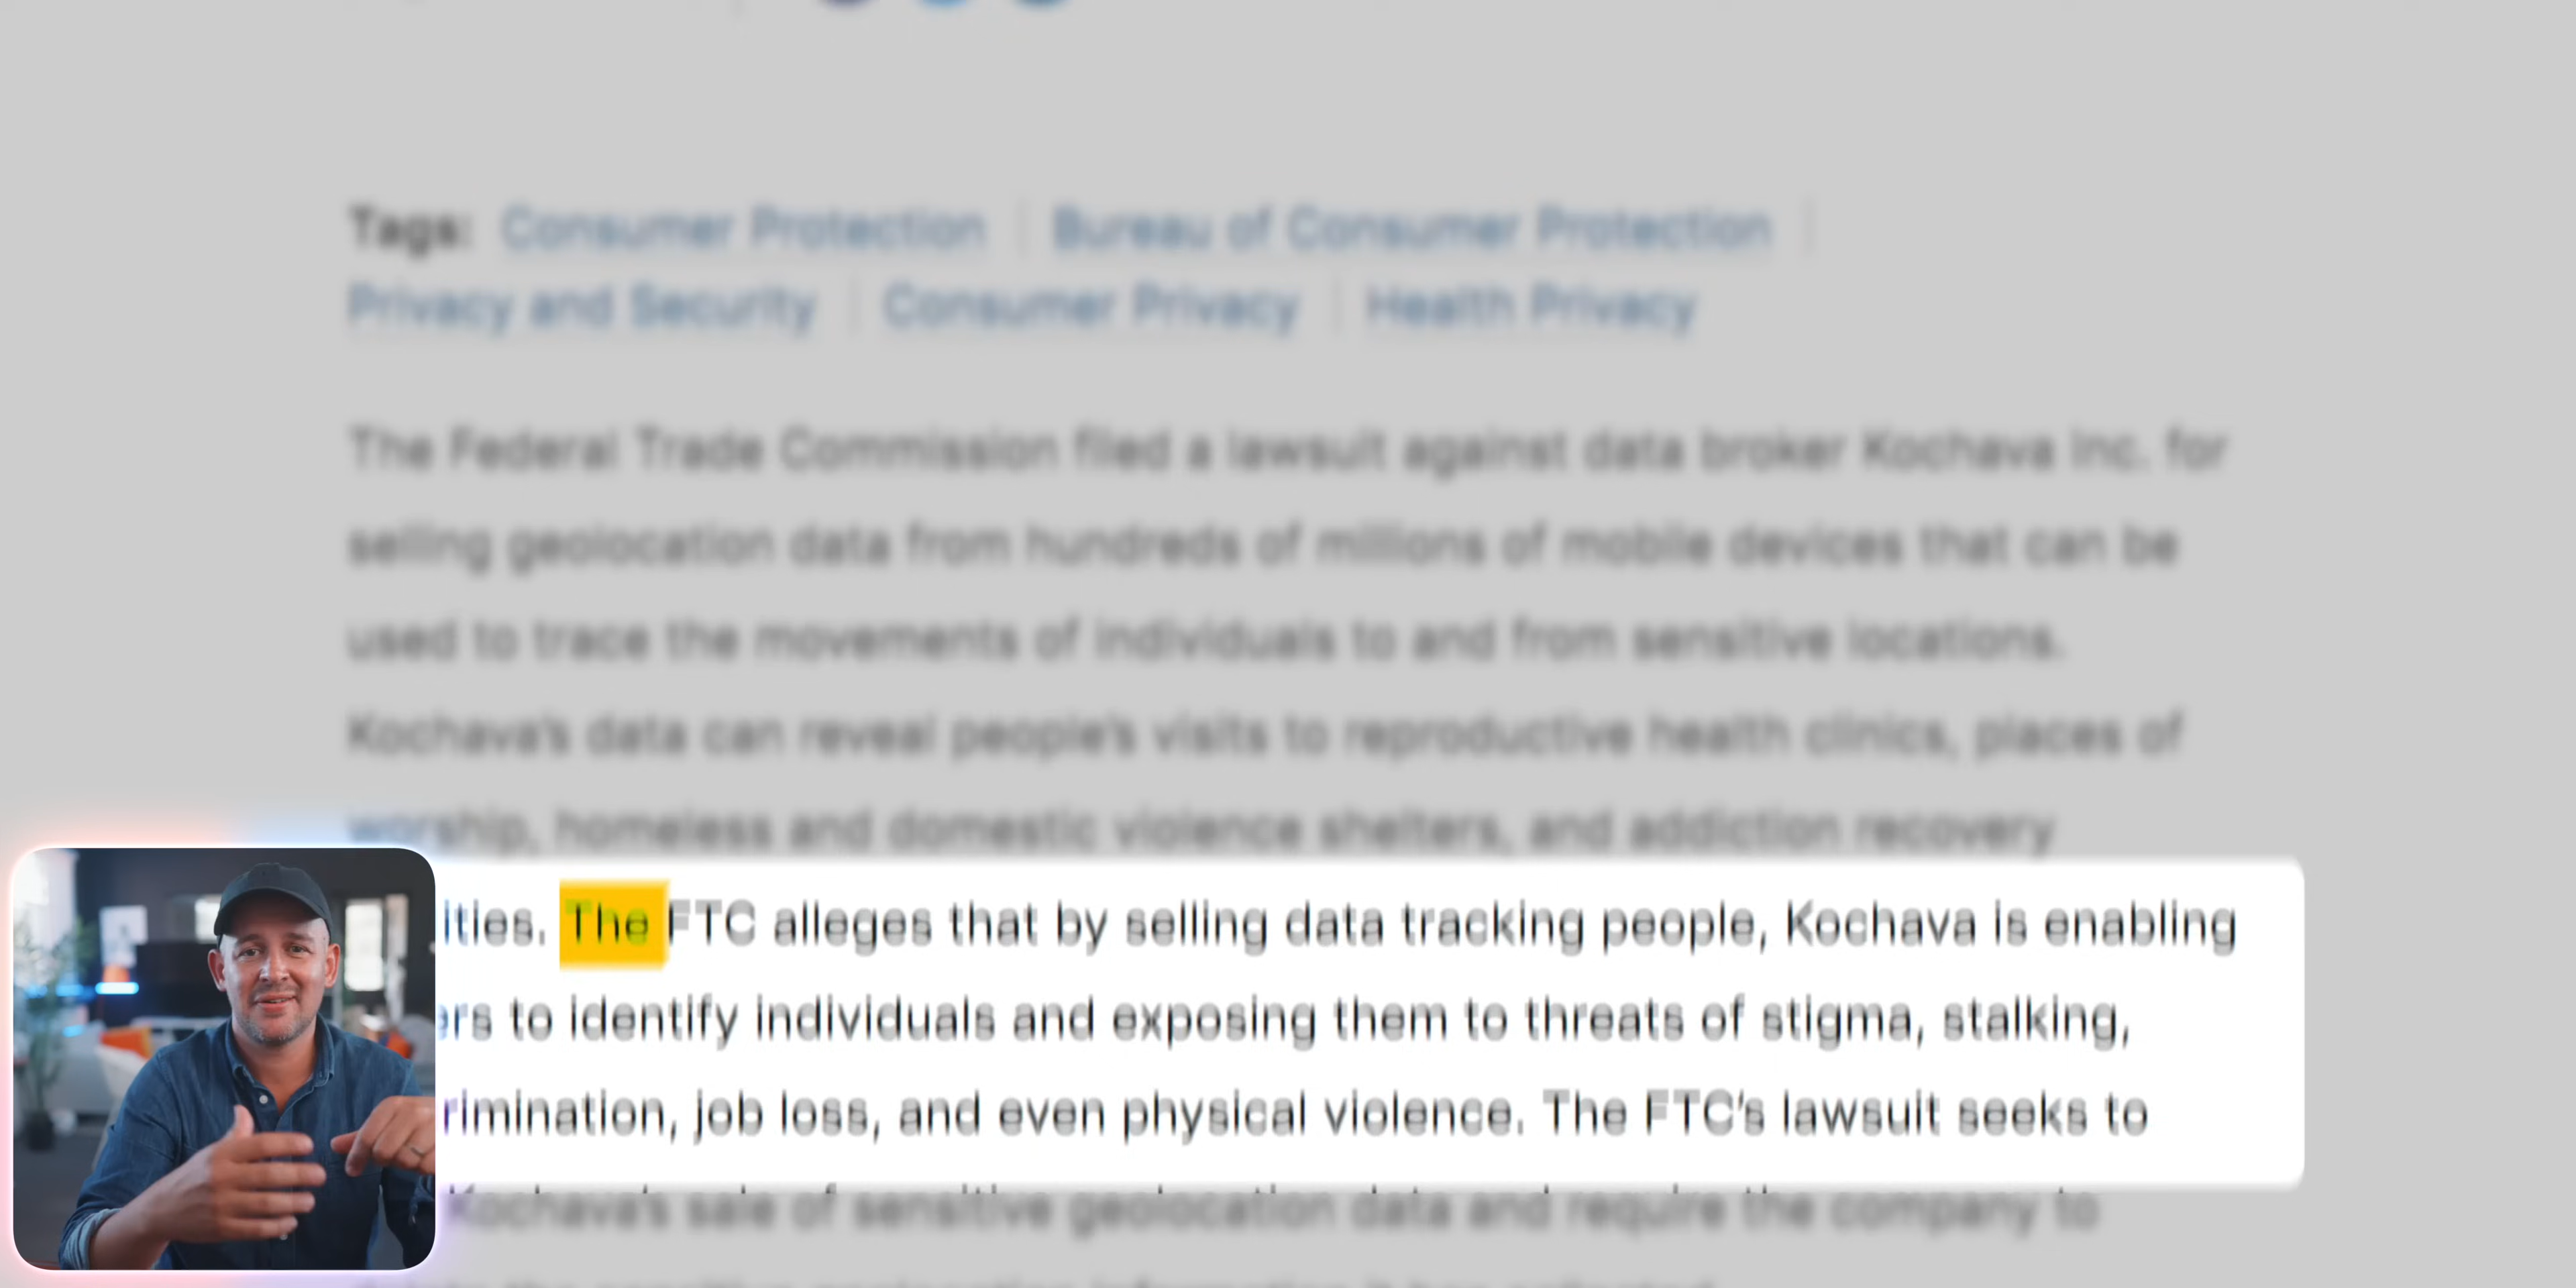 Tags: Consumer Protection | Bureau of Consumer Protection |
Privacy and Security | Consumer Privacy | Health Privacy
The Federal Trade Commission filed a lawsuit against data broker Kochava Inc. for
selling geolocation data from hundreds of millions of mobile devices that can be
used to trace the movements of individuals to and from sensitive locations.
Kochava's data can reveal people's visits to reproductive health clinics, places of
worship, homeless and domestic violence shelters, and addiction recovery
ities. The FTC alleges that by selling data tracking people, Kochava is enabling
ers to identify individuals and exposing them to threats of stigma, stalking,
rimination, job loss, and even physical violence. The FTC's lawsuit seeks to
Kochava's sale of sensitive geolocation data and require the company to